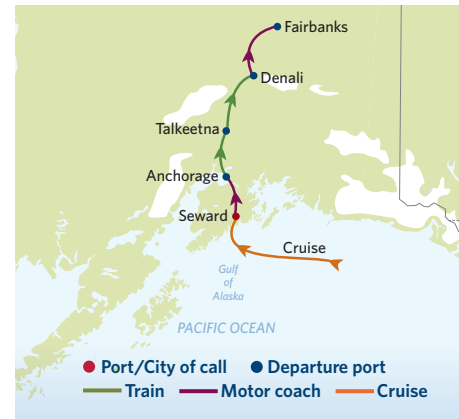 Fairbanks
Denali
Talkeetna
Anchorage
Seward
Cruise
Gulf
of
Alaska
PACIFIC OCEAN
Port/City of call Departure port
Train Motor coach Cruise